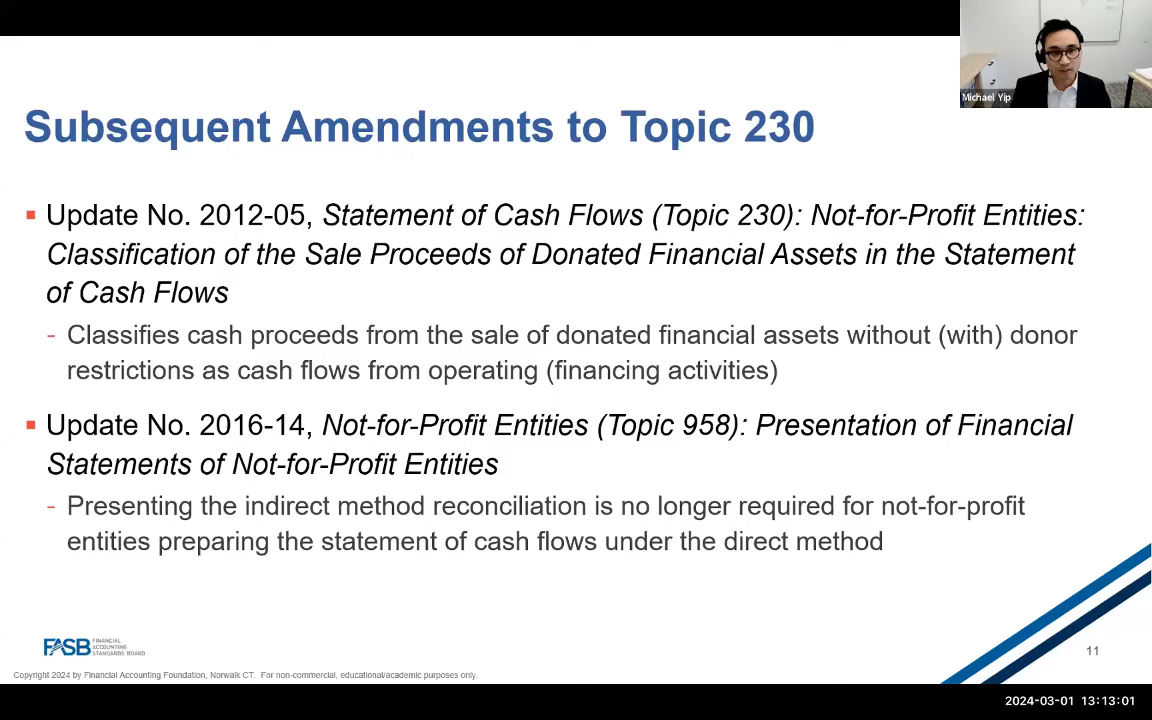 Michael Yip
Subsequent Amendments to Topic 230
▪ Update No. 2012-05, Statement of Cash Flows (Topic 230): Not-for-Profit Entities:
Classification of the Sale Proceeds of Donated Financial Assets in the Statement
of Cash Flows
- Classifies cash proceeds from the sale of donated financial assets without (with) donor
restrictions as cash flows from operating (financing activities)
▪ Update No. 2016-14, Not-for-Profit Entities (Topic 958): Presentation of Financial
Statements of Not-for-Profit Entities
- Presenting the indirect method reconciliation is no longer required for not-for-profit
entities preparing the statement of cash flows under the direct method
FASB
FINANCIAL
ACCOUNTING
STANDARDS BOARD
11
Copyright 2024 by Financial Accounting Foundation, Norwalk CT. For non-commercial, educational/academic purposes only.
2024-03-01 13:13:01